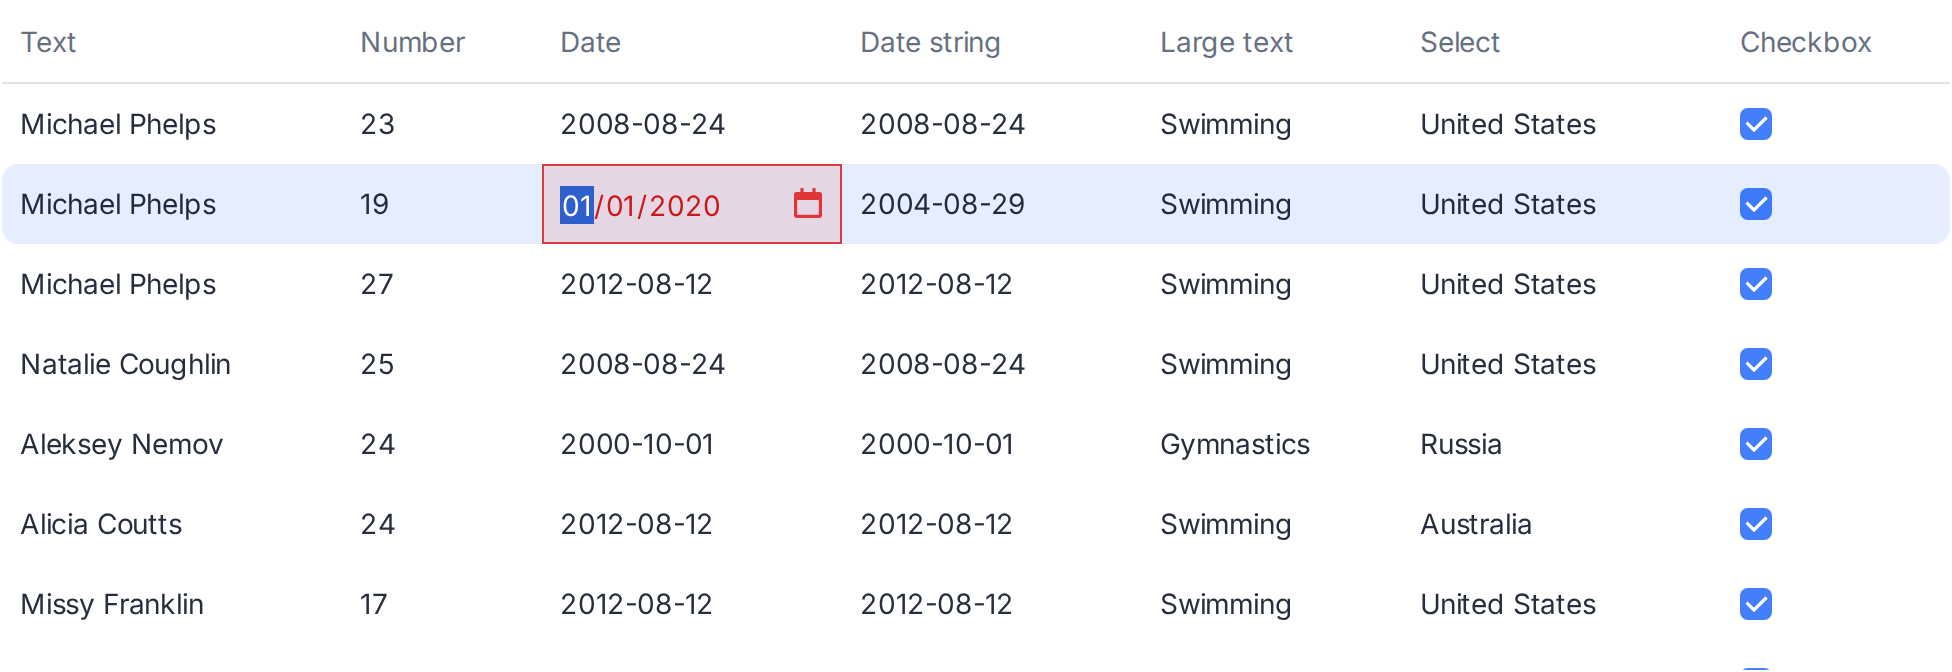 Text Number Date Date string Large text Select Checkbox
Michael Phelps 23 2008-08-24 2008-08-24 Swimming United States
Michael Phelps 19 01/01/2020 2004-08-29 Swimming United States
Michael Phelps 27 2012-08-12 2012-08-12 Swimming United States
Natalie Coughlin 25 2008-08-24 2008-08-24 Swimming United States
Aleksey Nemov 24 2000-10-01 2000-10-01 Gymnastics Russia
Alicia Coutts 24 2012-08-12 2012-08-12 Swimming Australia
Missy Franklin 17 2012-08-12 2012-08-12 Swimming United States